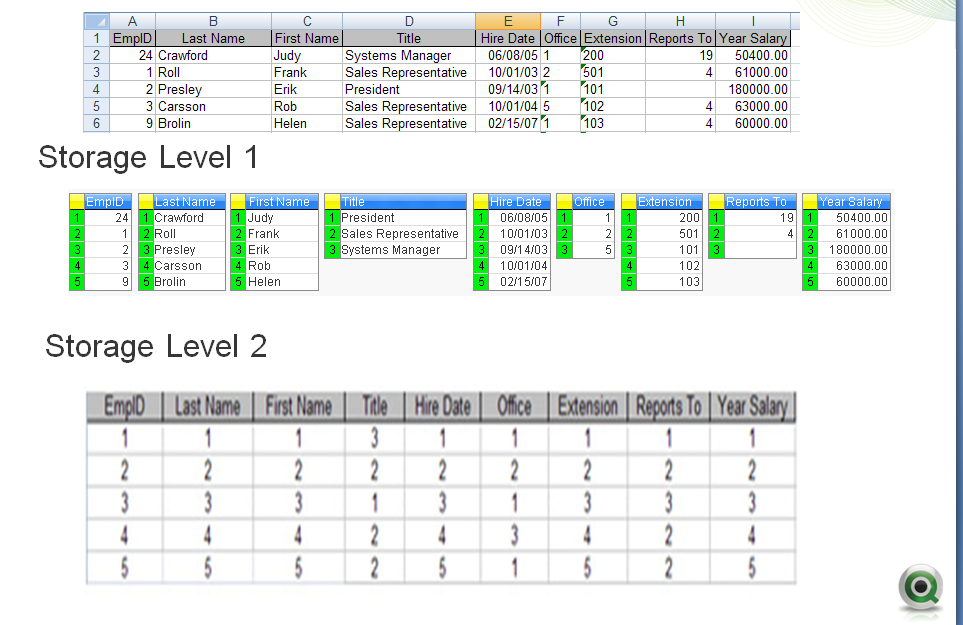 A B C D E F G H I
1 EmpID Last Name First Name Title Hire Date Office Extension Reports To Year Salary
2 24 Crawford Judy Systems Manager 06/08/05 1 200 19 50400.00
3 1 Roll Frank Sales Representative 10/01/03 2 501 4 61000.00
4 2 Presley Erik President 09/14/03 1 101 180000.00
5 3 Carsson Rob Sales Representative 10/01/04 5 102 4 63000.00
6 9 Brolin Helen Sales Representative 02/15/07 1 103 4 60000.00
Storage Level 1
EmpID Last Name First Name Title Hire Date Office Extension Reports To Year Salary
1 24 1 Crawford 1 Judy 1 President 1 06/08/05 1 1 1 200 1 19 1 50400.00
2 1 2 Roll 2 Frank 2 Sales Representative 2 10/01/03 2 2 2 501 2 4 2 61000.00
3 2 3 Presley 3 Erik 3 Systems Manager 3 09/14/03 3 5 3 101 3 3 180000.00
4 3 4 Carsson 4 Rob 4 10/01/04 4 102 4 63000.00
5 9 5 Brolin 5 Helen 5 02/15/07 5 103 5 60000.00
Storage Level 2
EmpID Last Name First Name Title Hire Date Office Extension Reports To Year Salary
1 1 1 3 1 1 1 1 1
2 2 2 2 2 2 2 2 2
3 3 3 1 3 1 3 3 3
4 4 4 2 4 3 4 2 4
5 5 5 2 5 1 5 2 5